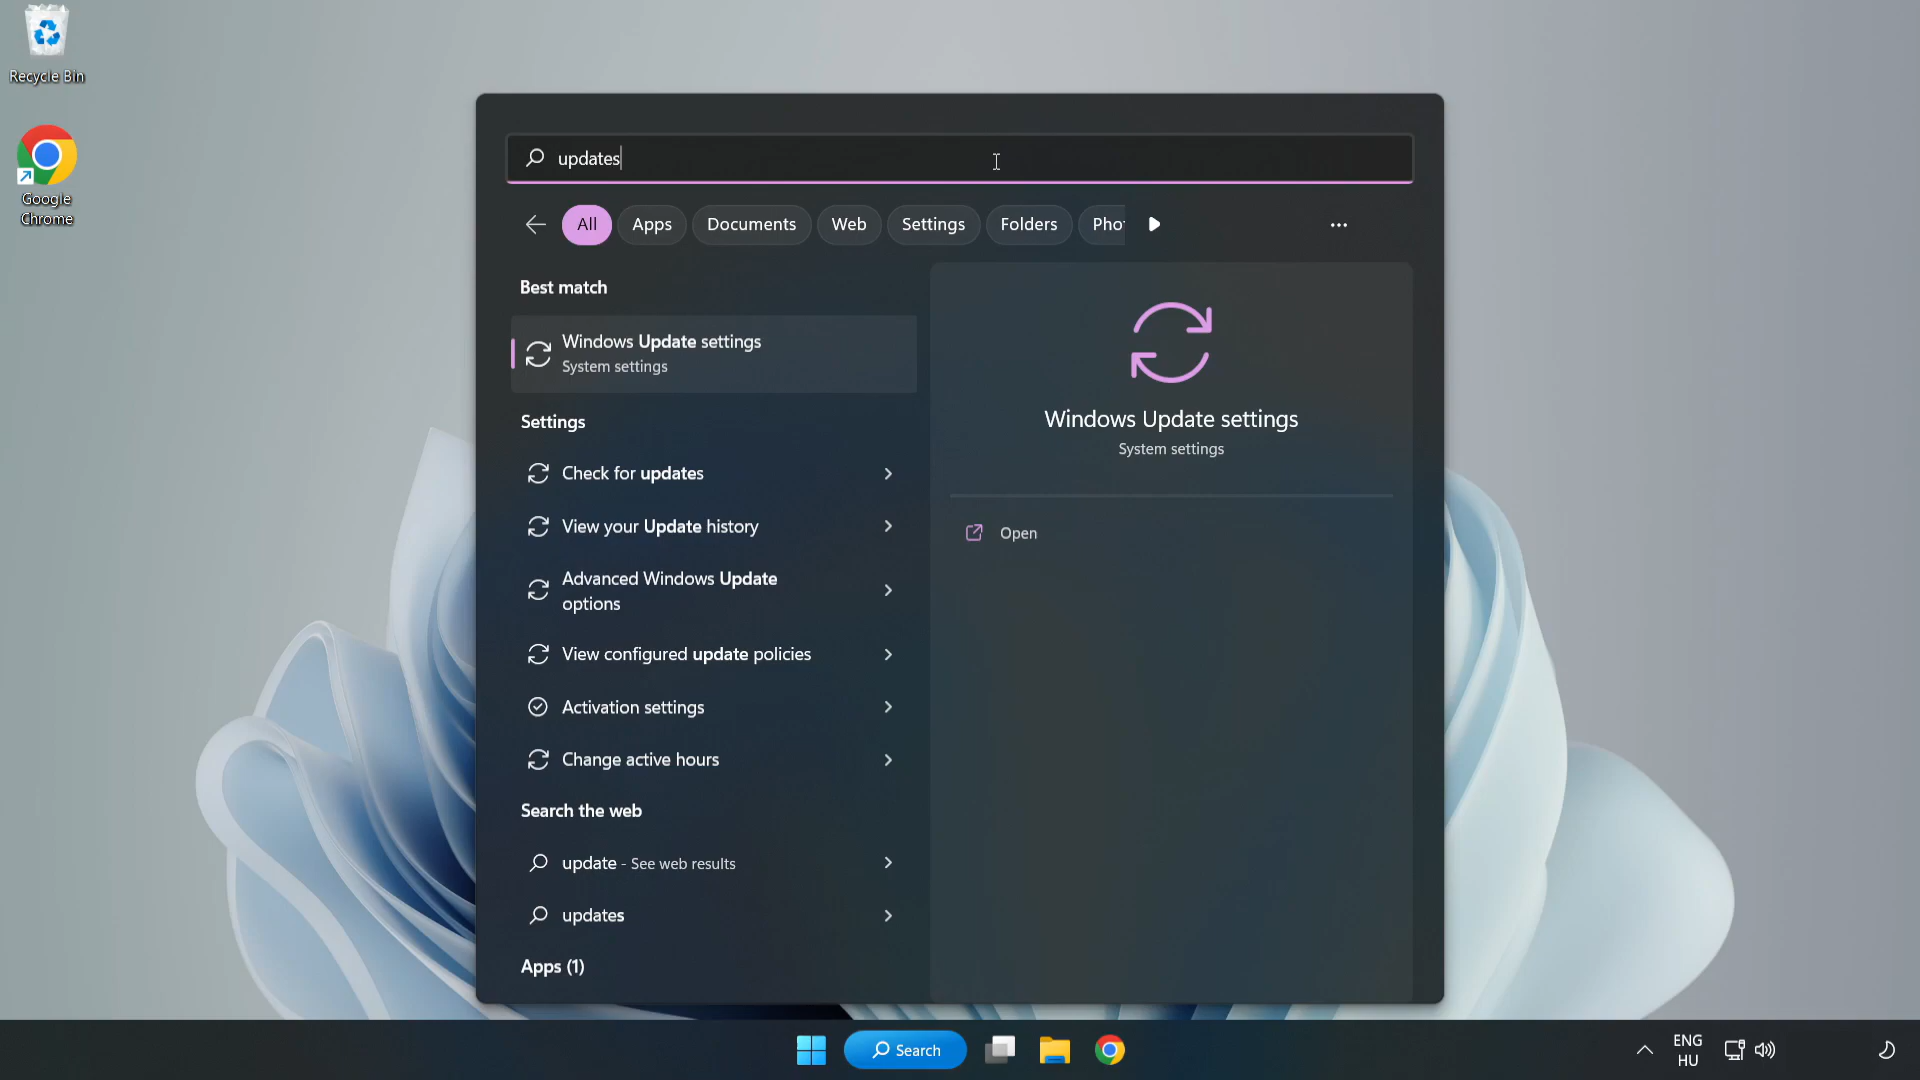 Recycle Bin
Google
Chrome
updates
All
Apps
Documents
Web
Settings
Folders
Pho
Best match
Windows Update settings
System settings
Settings
Check for updates
View your Update history
Advanced Windows Update
options
View configured update policies
Activation settings
Change active hours
Search the web
update - See web results
updates
Apps (1)
Windows Update settings
System settings
Open
Search
ENG
HU